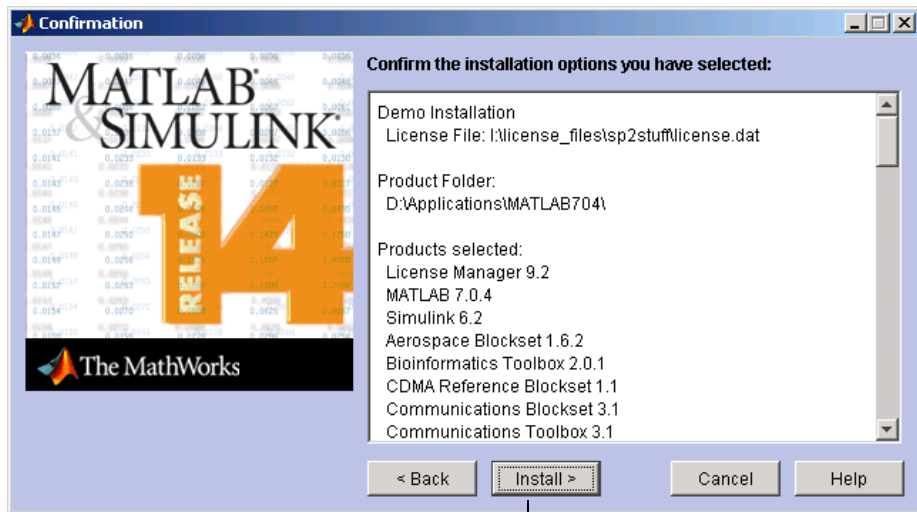 Confirmation
MATLAB®
& SIMULINK®
RELEASE
14
The MathWorks
Confirm the installation options you have selected:
Demo Installation
License File: I:\license_files\sp2stuff\license.dat
Product Folder:
D:\Applications\MATLAB704\
Products selected:
License Manager 9.2
MATLAB 7.0.4
Simulink 6.2
Aerospace Blockset 1.6.2
Bioinformatics Toolbox 2.0.1
CDMA Reference Blockset 1.1
Communications Blockset 3.1
Communications Toolbox 3.1
< Back
Install >
Cancel
Help